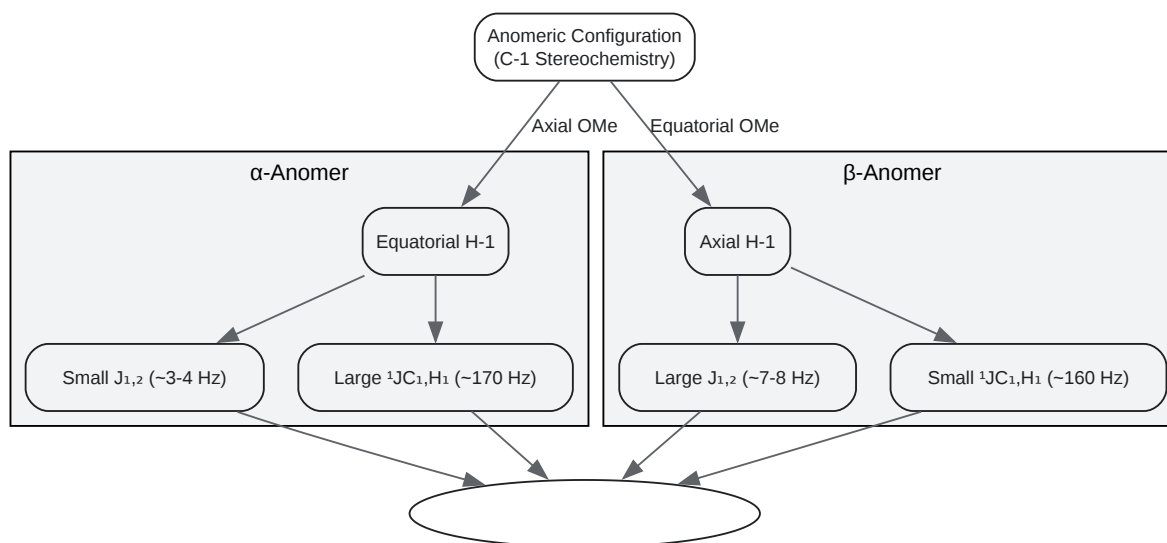 Anomeric Configuration
(C-1 Stereochemistry)
Axial OMe
Equatorial OMe
α-Anomer
β-Anomer
Equatorial H-1
Axial H-1
Small J₁,₂ (~3-4 Hz)
Large ¹JC₁,H₁ (~170 Hz)
Large J₁,₂ (~7-8 Hz)
Small ¹JC₁,H₁ (~160 Hz)